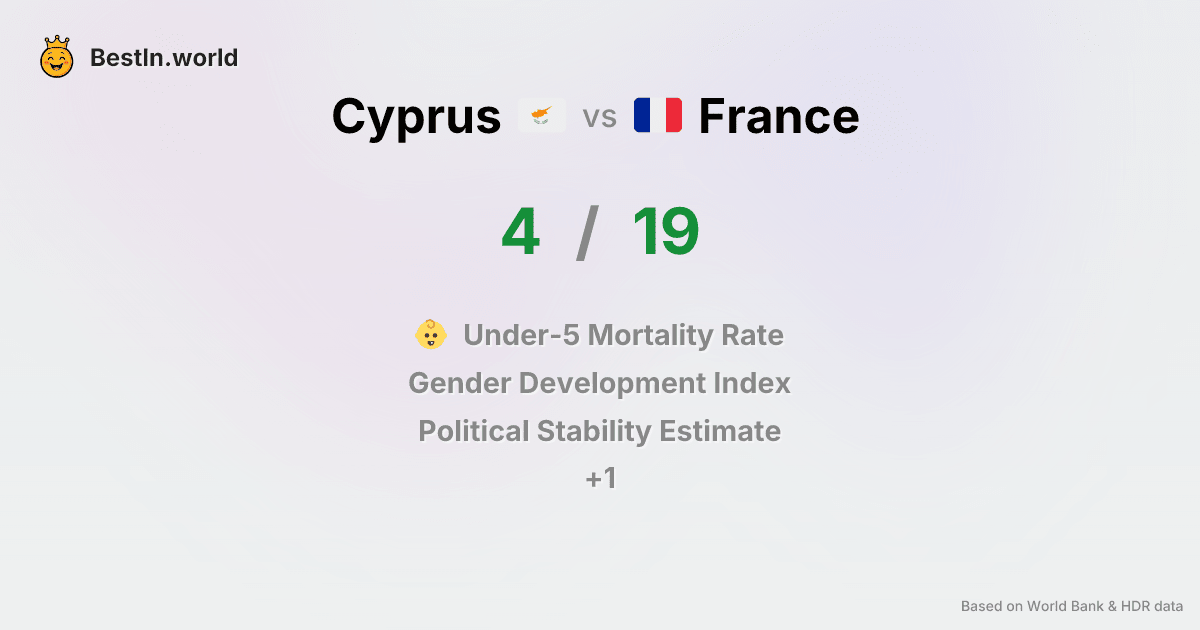 BestIn.world
Cyprus vs France
4 / 19
Under-5 Mortality Rate
Gender Development Index
Political Stability Estimate
+1
Based on World Bank & HDR data